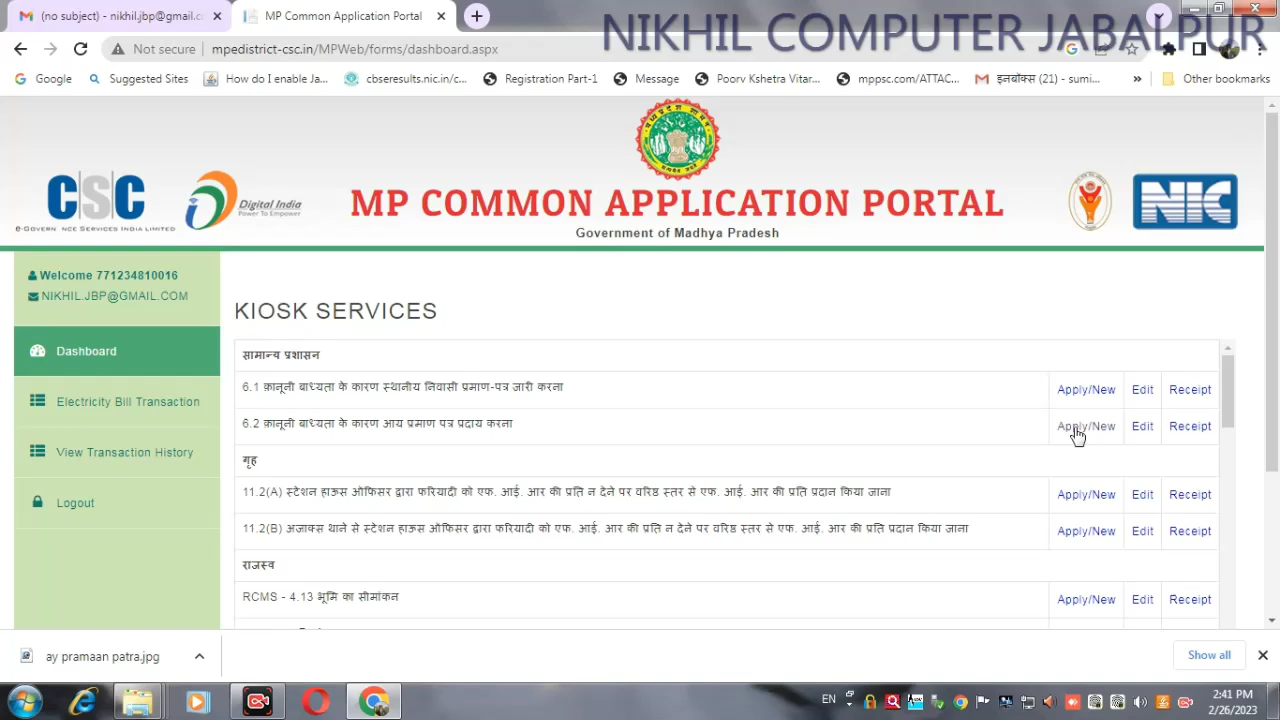 (no subject) - nikhil.jbp@gmail.co
MP Common Application Portal
NIKHIL COMPUTER JABALPUR
Not secure
mpedistrict-csc.in/MPWeb/forms/dashboard.aspx
Google
Suggested Sites
How do I enable Ja...
cbseresults.nic.in/c...
Registration Part-1
Message
Poorv Kshetra Vitar...
mppsc.com/ATTAC...
इनबॉक्स (21) - sumi...
Other bookmarks
CSC
e-Governance Services India Limited
Digital India
Power To Empower
MP COMMON APPLICATION PORTAL
Government of Madhya Pradesh
NIC
Welcome 771234810016
NIKHIL.JBP@GMAIL.COM
Dashboard
Electricity Bill Transaction
View Transaction History
Logout
KIOSK SERVICES
सामान्य प्रशासन
6.1 क़ानूनी बाध्यता के कारण स्थानीय निवासी प्रमाण-पत्र जारी करना Apply/New Edit Receipt
6.2 क़ानूनी बाध्यता के कारण आय प्रमाण पत्र प्रदाय करना Apply/New Edit Receipt
गृह
11.2(A) स्टेशन हाऊस ऑफिसर द्वारा फरियादी को एफ. आई. आर की प्रति न देने पर वरिष्ठ स्तर से एफ. आई. आर की प्रति प्रदान किया जाना Apply/New Edit Receipt
11.2(B) अजाक्स थाने से स्टेशन हाऊस ऑफिसर द्वारा फरियादी को एफ. आई. आर की प्रति न देने पर वरिष्ठ स्तर से एफ. आई. आर की प्रति प्रदान किया जाना Apply/New Edit Receipt
राजस्व
RCMS - 4.13 भूमि का सीमांकन Apply/New Edit Receipt
ay pramaan patra.jpg
Show all
EN
2:41 PM
2/26/2023